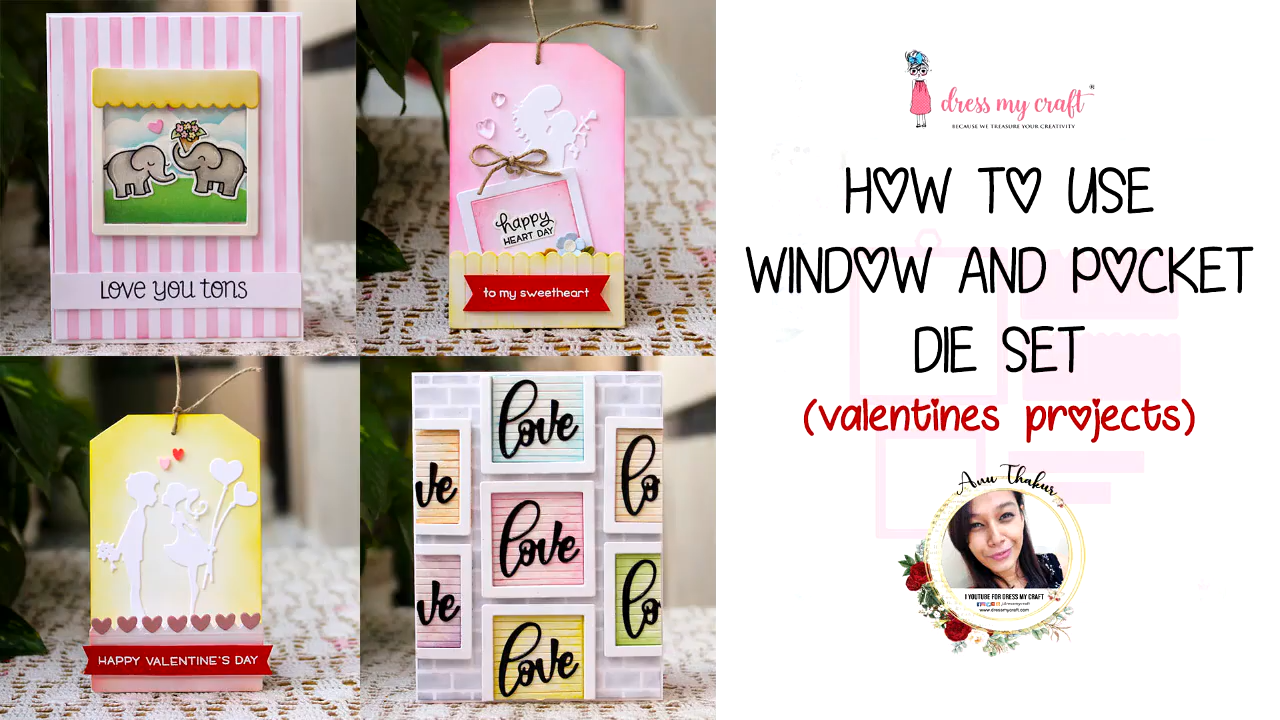 Love you tons
happy
HEART DAY
to my sweetheart
HAPPY VALENTINE'S DAY
love
ve
lo
love
ve
lo
love
dress my craft®
BECAUSE WE TREASURE YOUR CREATIVITY
HOW TO USE
WINDOW AND POCKET
DIE SET
(valentines projects)
Anu Thakur
I YOUTUBE FOR DRESS MY CRAFT
/dressmycraft
www.dressmycraft.com